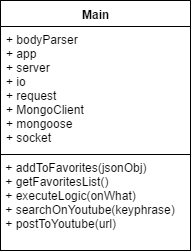 Main
+ bodyParser
+ app
+ server
+ io
+ request
+ MongoClient
+ mongoose
+ socket
+ addToFavorites(jsonObj)
+ getFavoritesList()
+ executeLogic(onWhat)
+ searchOnYoutube(keyphrase)
+ postToYoutube(url)